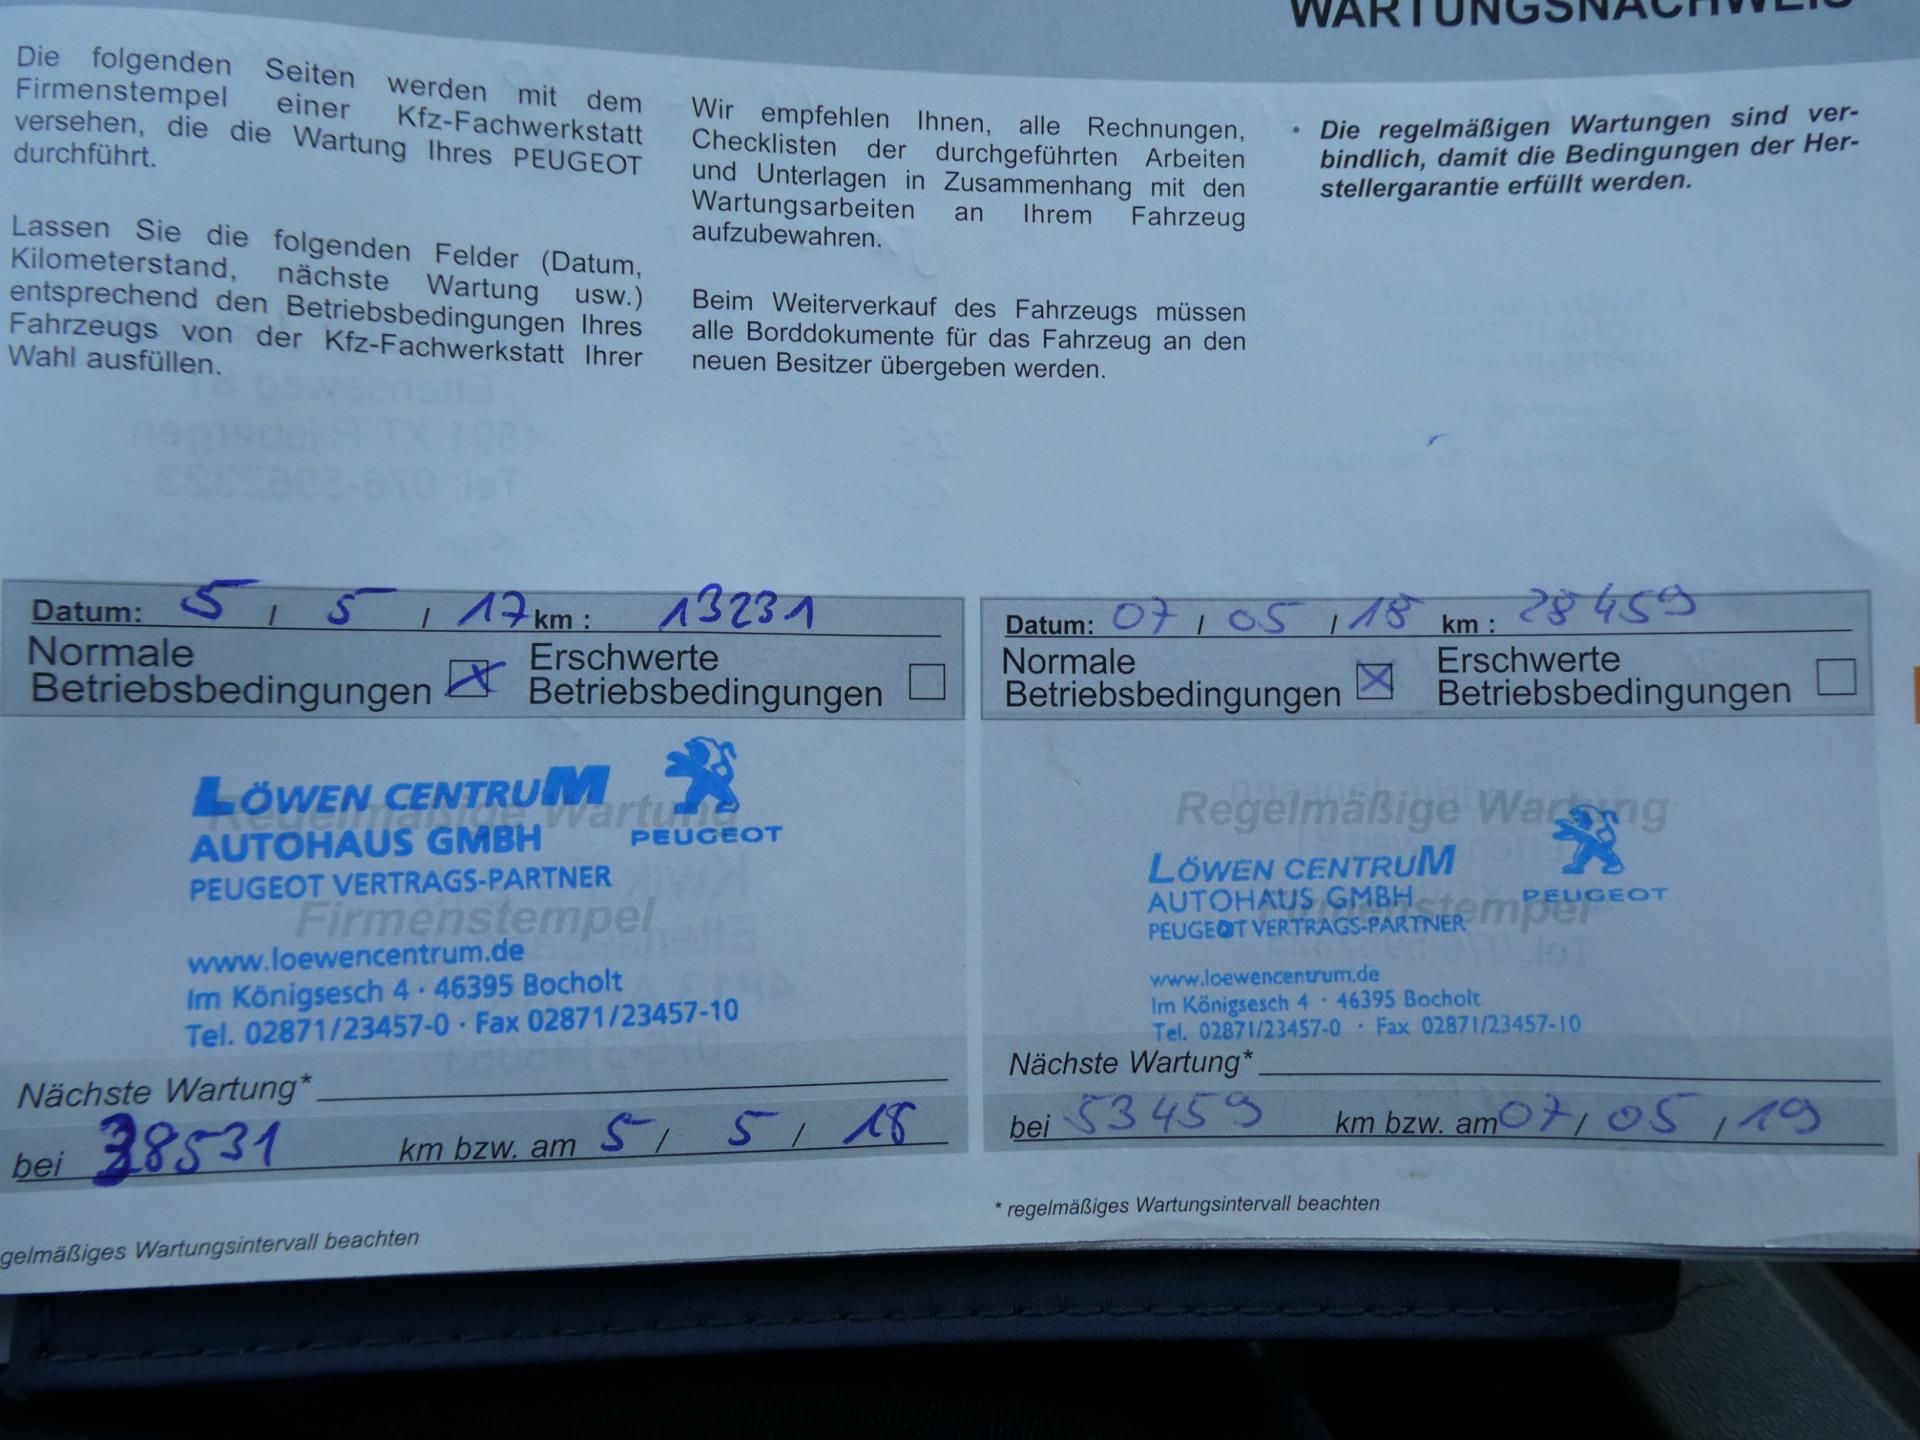 WARTUNGSNACHWEIS
Die folgenden Seiten werden mit dem
Firmenstempel einer Kfz-Fachwerkstatt
versehen, die die Wartung Ihres PEUGEOT
durchführt.
Lassen Sie die folgenden Felder (Datum,
Kilometerstand, nächste Wartung usw.)
entsprechend den Betriebsbedingungen Ihres
Fahrzeugs von der Kfz-Fachwerkstatt Ihrer
Wahl ausfüllen.
Wir empfehlen Ihnen, alle Rechnungen,
Checklisten der durchgeführten Arbeiten
und Unterlagen in Zusammenhang mit den
Wartungsarbeiten an Ihrem Fahrzeug
aufzubewahren.
Beim Weiterverkauf des Fahrzeugs müssen
alle Borddokumente für das Fahrzeug an den
neuen Besitzer übergeben werden.
• Die regelmäßigen Wartungen sind ver-
bindlich, damit die Bedingungen der Her-
stellergarantie erfüllt werden.
Datum: 5 / 5 / 17 km : 13231
Normale Betriebsbedingungen Erschwerte Betriebsbedingungen
Regelmäßige Wartung
LÖWEN CENTRUM
AUTOHAUS GMBH PEUGEOT
PEUGEOT VERTRAGS-PARTNER
Firmenstempel
www.loewencentrum.de
Im Königsesch 4 · 46395 Bocholt
Tel. 02871/23457-0 · Fax 02871/23457-10
Nächste Wartung*
bei 38531 km bzw. am 5 / 5 / 18
gelmäßiges Wartungsintervall beachten
Datum: 07 / 05 / 18 km : 28459
Normale Betriebsbedingungen Erschwerte Betriebsbedingungen
Regelmäßige Wartung
LÖWEN CENTRUM
AUTOHAUS GMBH PEUGEOT
Firmenstempel
PEUGEOT VERTRAGS-PARTNER
www.loewencentrum.de
Im Königsesch 4 · 46395 Bocholt
Tel. 02871/23457-0 · Fax 02871/23457-10
Nächste Wartung*
bei 53459 km bzw. am 07 / 05 / 19
* regelmäßiges Wartungsintervall beachten